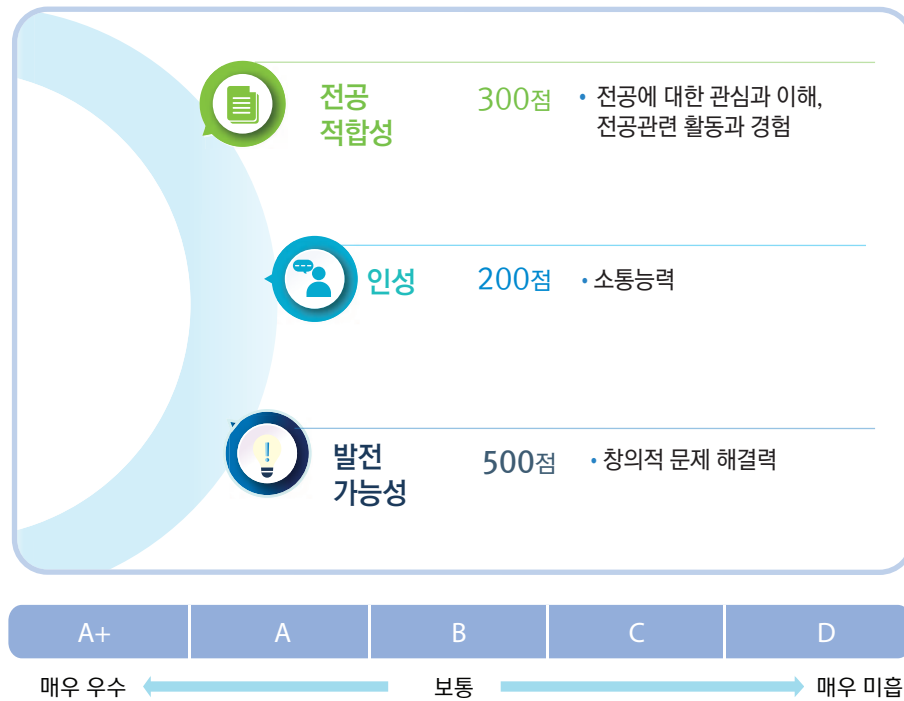 전공
적합성
300점
• 전공에 대한 관심과 이해,
전공관련 활동과 경험
인성
200점
• 소통능력
발전
가능성
500점
• 창의적 문제 해결력
A+ A B C D
매우 우수 보통 매우 미흡